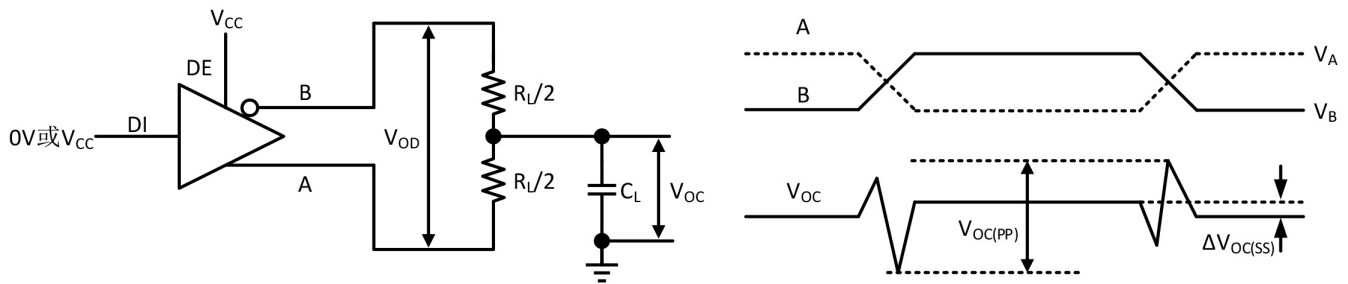 V_CC
DE
B
0V或V_CC
DI
A
V_OD
R_L/2
R_L/2
C_L
V_OC
A
V_A
B
V_B
V_OC
V_OC(PP)
ΔV_OC(SS)